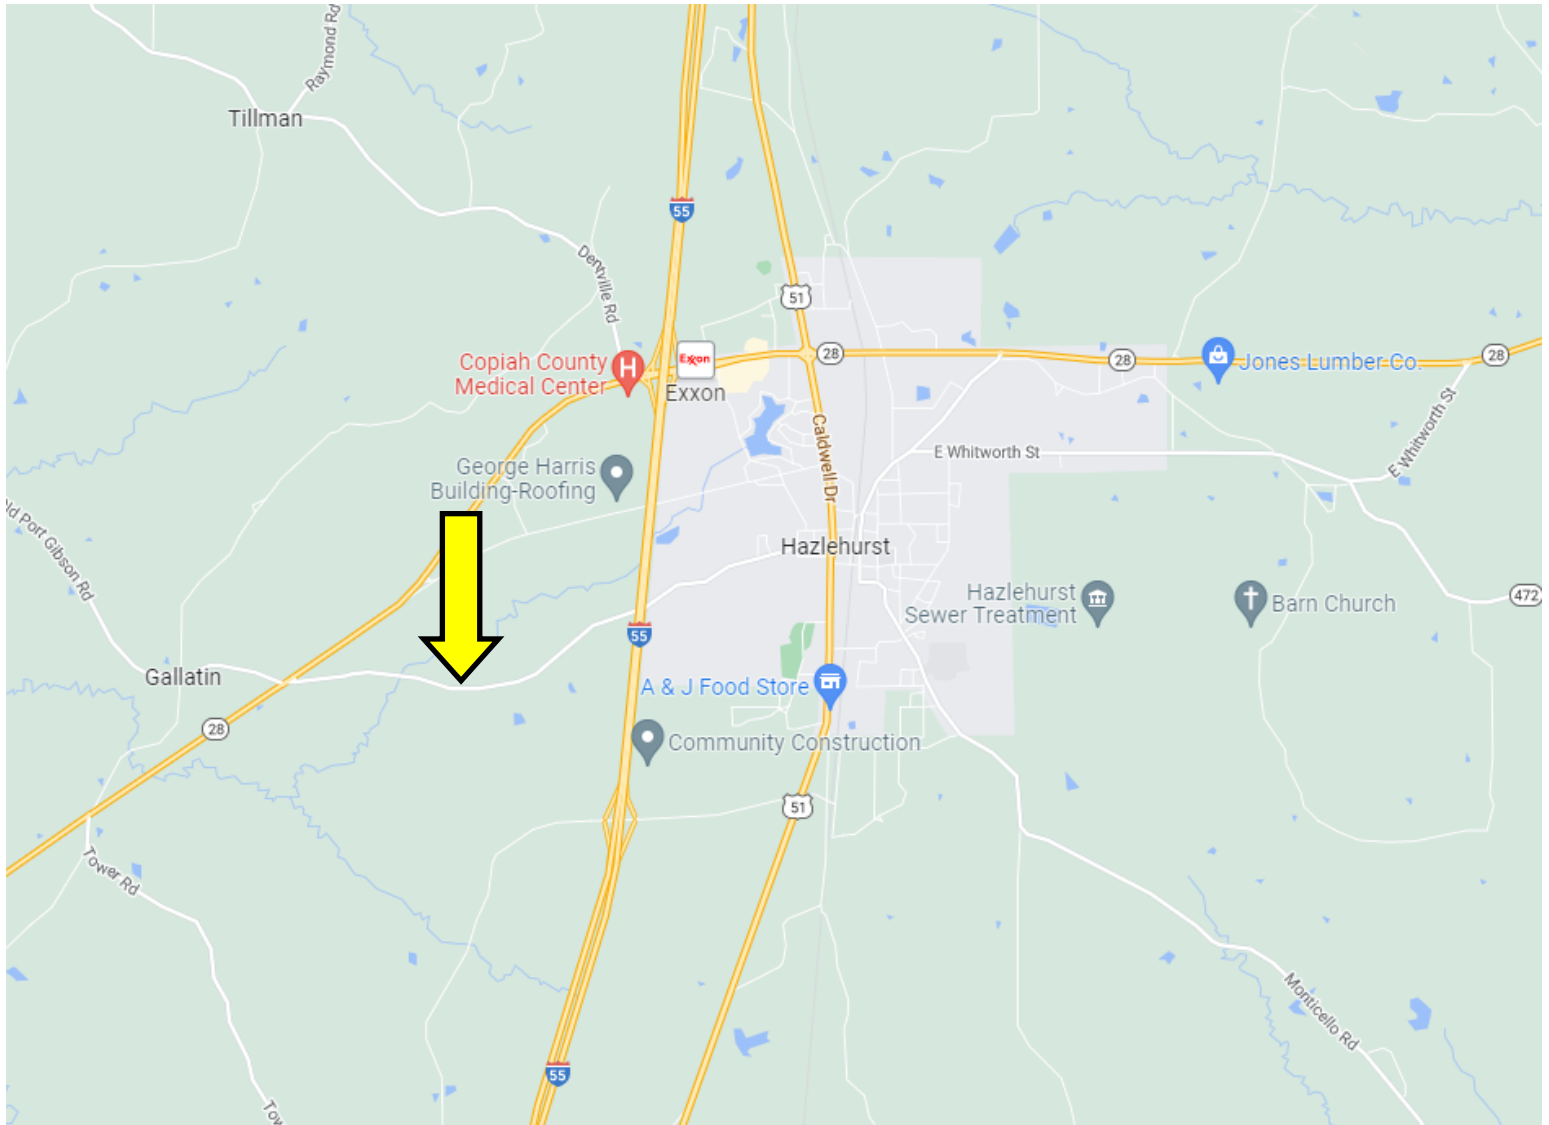 Raymond Rd
Tillman
55
Dentville Rd
51
Copiah County
Medical Center
H
Exxon
Exxon
28
28
Jones Lumber Co.
28
Caldwell Dr
E Whitworth St
E Whitworth St
George Harris
Building-Roofing
ld Port Gibson Rd
Hazlehurst
Hazlehurst
Sewer Treatment
Barn Church
472
55
Gallatin
A & J Food Store
28
Community Construction
51
Tower Rd
Monticello Rd
55
Tow